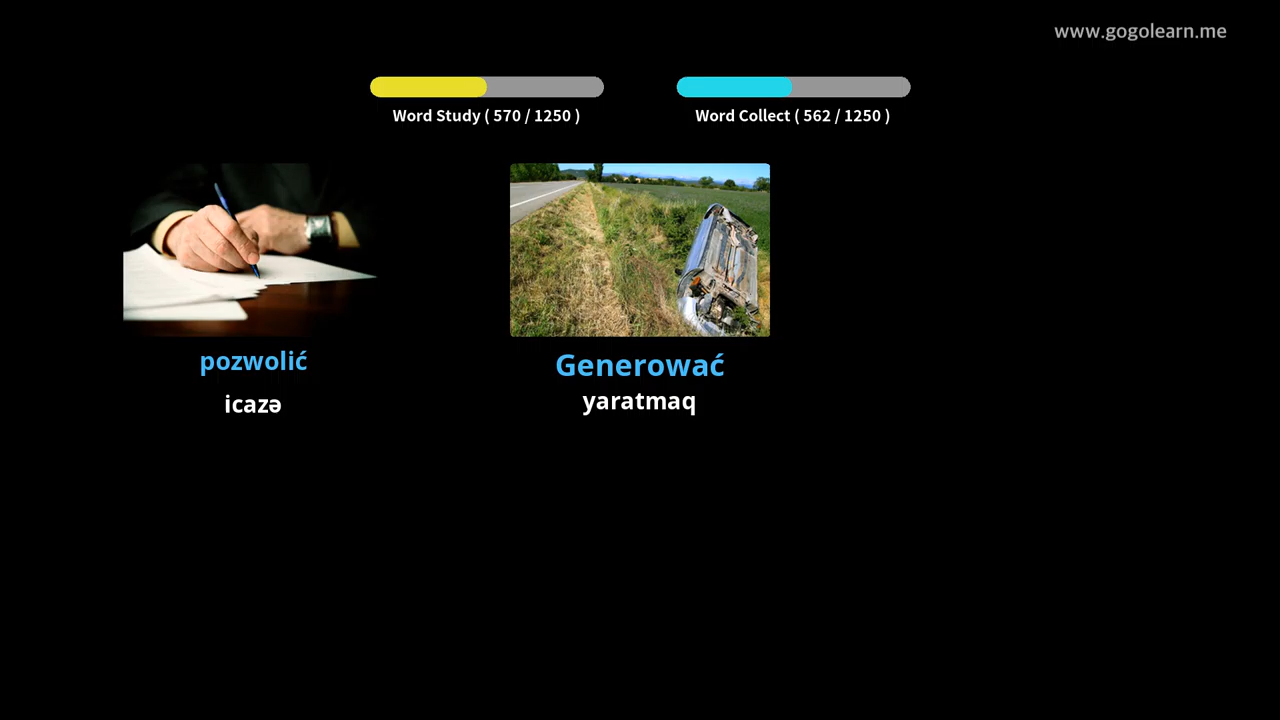 www.gogolearn.me
Word Study ( 570 / 1250 )
Word Collect ( 562 / 1250 )
pozwolić
icazə
Generować
yaratmaq